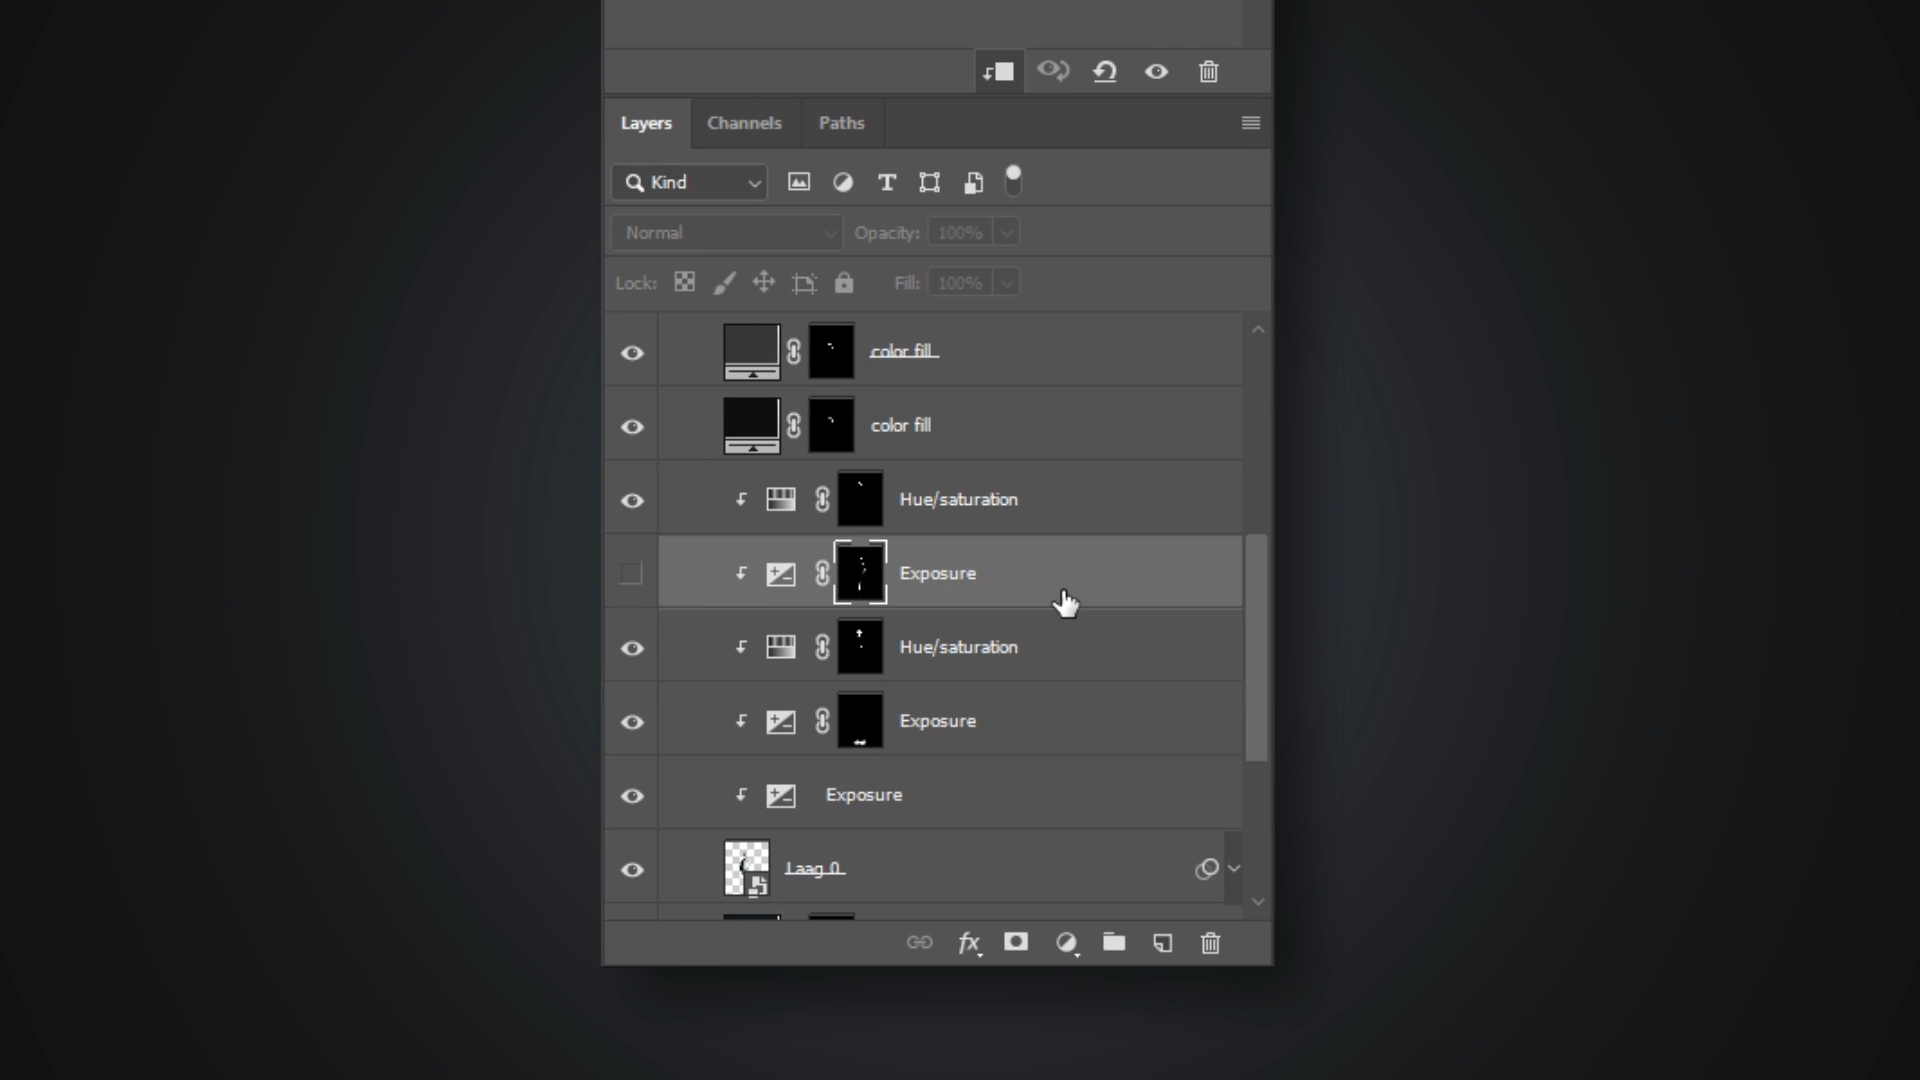 Layers Channels Paths
Kind
Normal Opacity: 100%
Lock: Fill: 100%
color fill
color fill
Hue/saturation
Exposure
Hue/saturation
Exposure
Exposure
Laag 0
fx